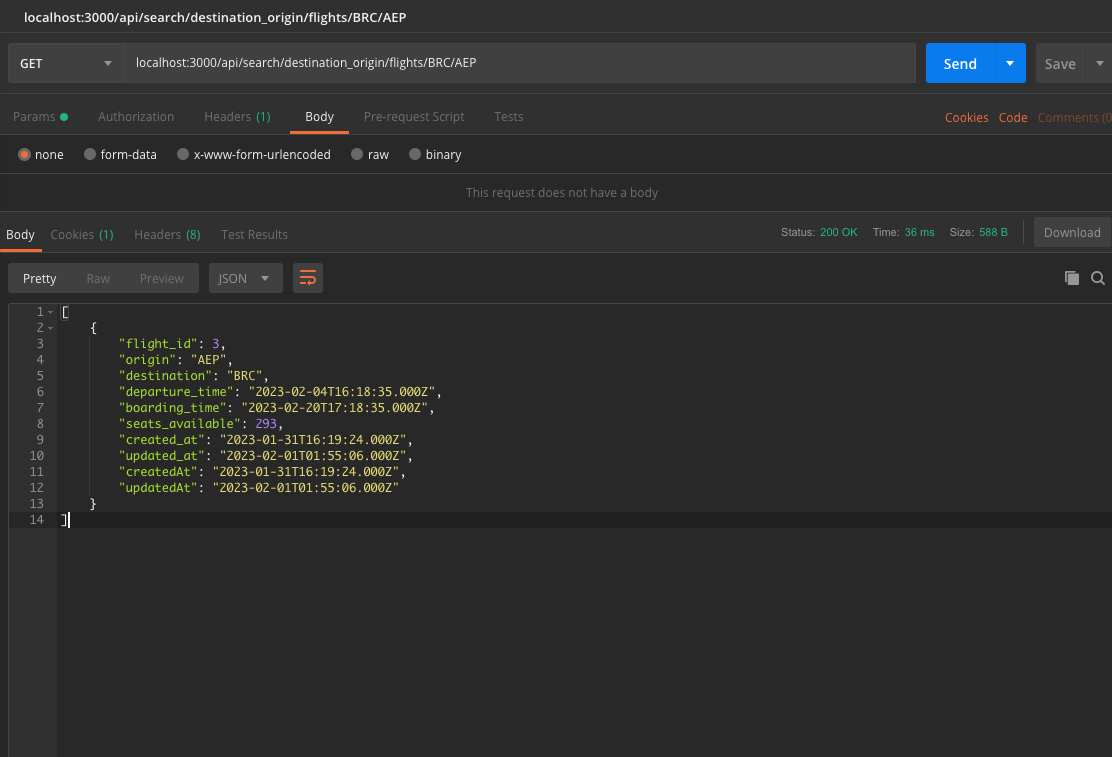 localhost:3000/api/search/destination_origin/flights/BRC/AEP
GET localhost:3000/api/search/destination_origin/flights/BRC/AEP Send Save
Params Authorization Headers (1) Body Pre-request Script Tests Cookies Code Comments (0
none form-data x-www-form-urlencoded raw binary
This request does not have a body
Body Cookies (1) Headers (8) Test Results Status: 200 OK Time: 36 ms Size: 588 B Download
Pretty Raw Preview JSON
1 [
2 {
3 "flight_id": 3,
4 "origin": "AEP",
5 "destination": "BRC",
6 "departure_time": "2023-02-04T16:18:35.000Z",
7 "boarding_time": "2023-02-20T17:18:35.000Z",
8 "seats_available": 293,
9 "created_at": "2023-01-31T16:19:24.000Z",
10 "updated_at": "2023-02-01T01:55:06.000Z",
11 "createdAt": "2023-01-31T16:19:24.000Z",
12 "updatedAt": "2023-02-01T01:55:06.000Z"
13 }
14 ]